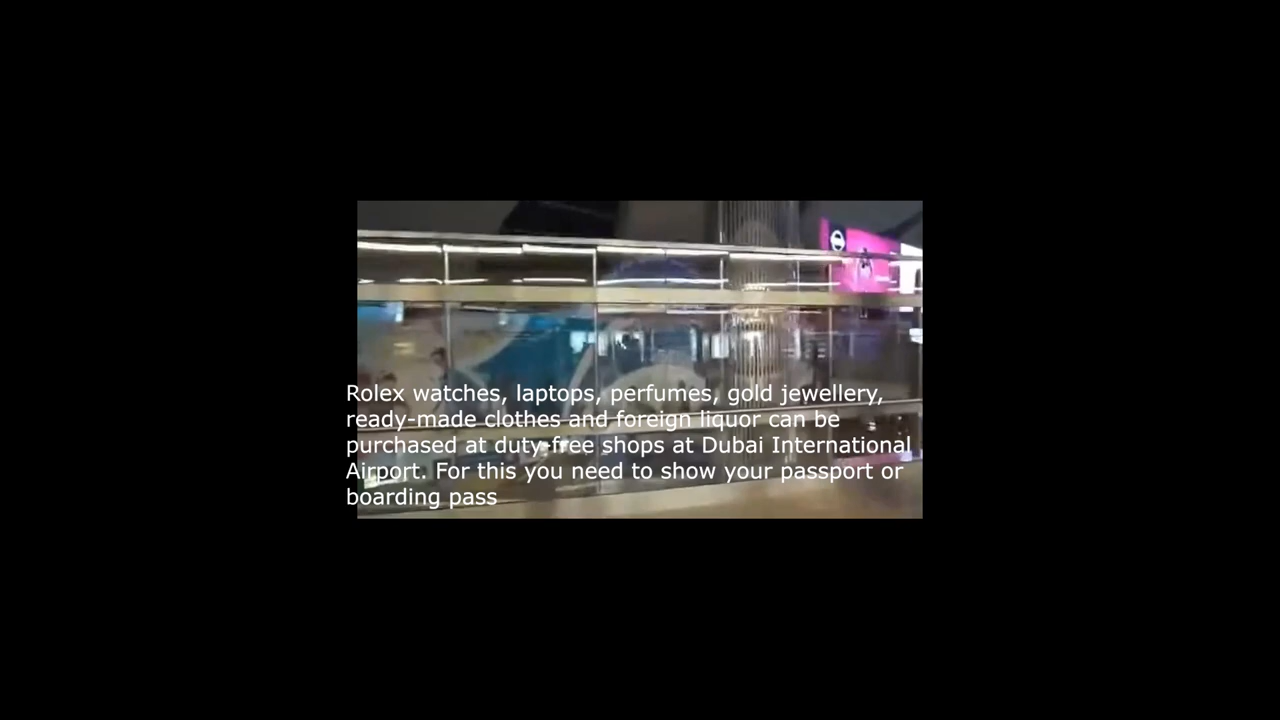 Rolex watches, laptops, perfumes, gold jewellery,
ready-made clothes and foreign liquor can be
purchased at duty-free shops at Dubai International
Airport. For this you need to show your passport or
boarding pass